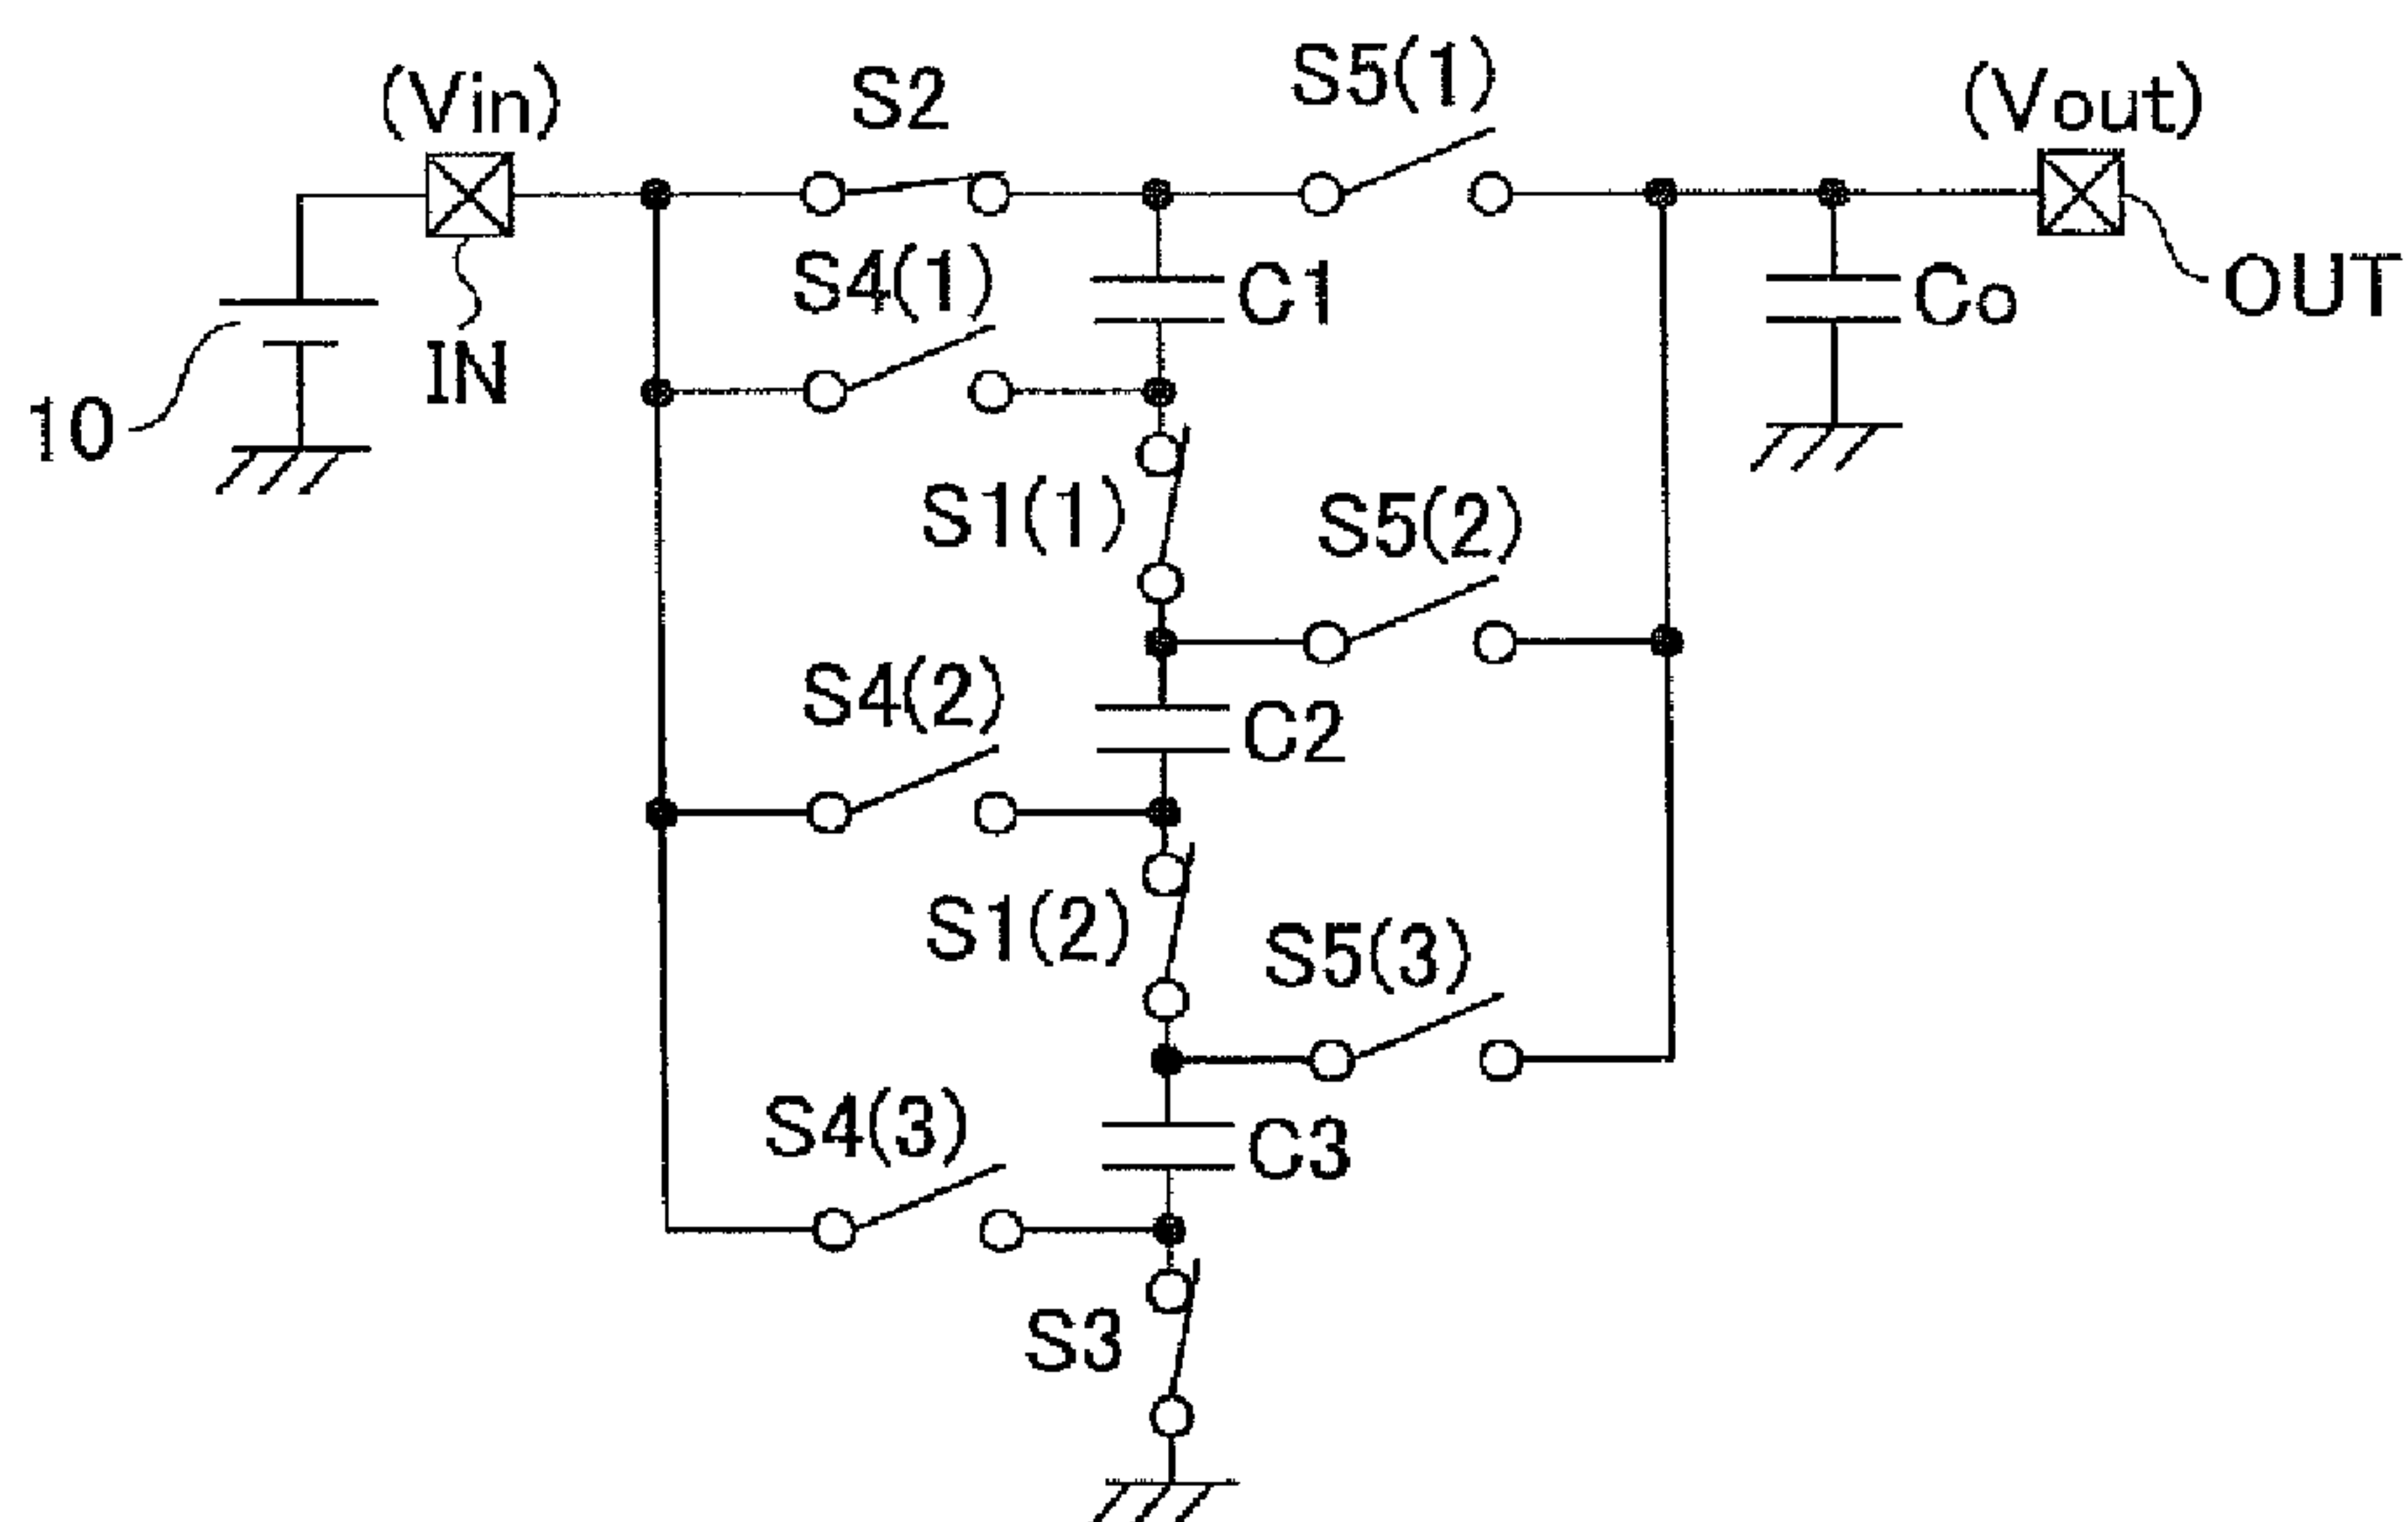 (Vin)
S2
S5(1)
(Vout)
S4(1)
C1
Co
OUT
IN
10
S1(1)
S5(2)
S4(2)
C2
S1(2)
S5(3)
S4(3)
C3
S3